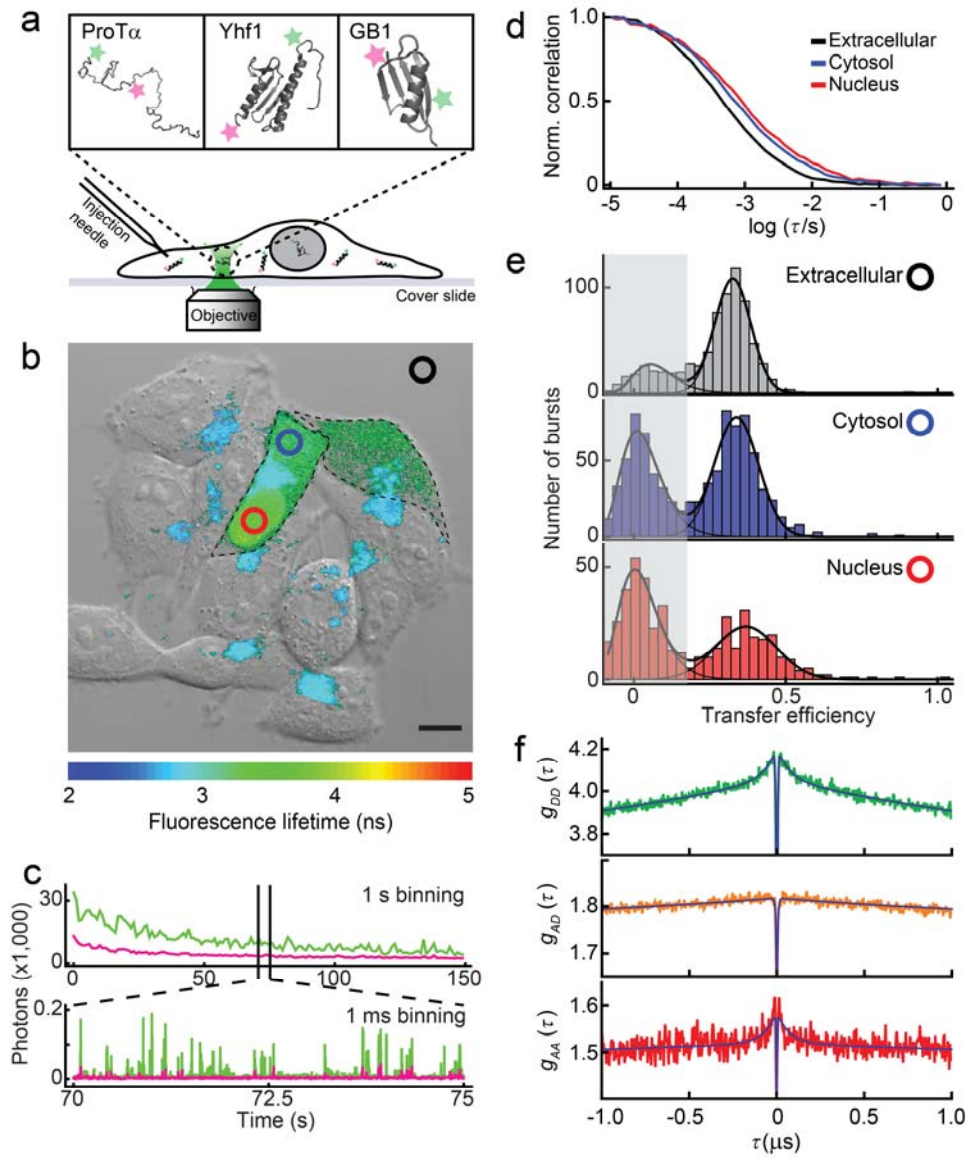 a
ProTα
Yhf1
GB1
Injection
needle
Cover slide
Objective
b
2 3 4 5
Fluorescence lifetime (ns)
c
Photons (x1,000)
30
0
1 s binning
0 50 100 150
0.2
0
1 ms binning
70 72.5 75
Time (s)
d
Norm. correlation
1.0
0.5
0
Extracellular
Cytosol
Nucleus
-5 -4 -3 -2 -1 0
log (τ/s)
e
Number of bursts
100
0
Extracellular
50
0
Cytosol
50
0
Nucleus
0 0.5 1.0
Transfer efficiency
f
gDD (τ)
4.2
4.0
3.8
gAD (τ)
1.8
1.7
gAA (τ)
1.6
1.5
-1.0 -0.5 0 0.5 1.0
τ(μs)